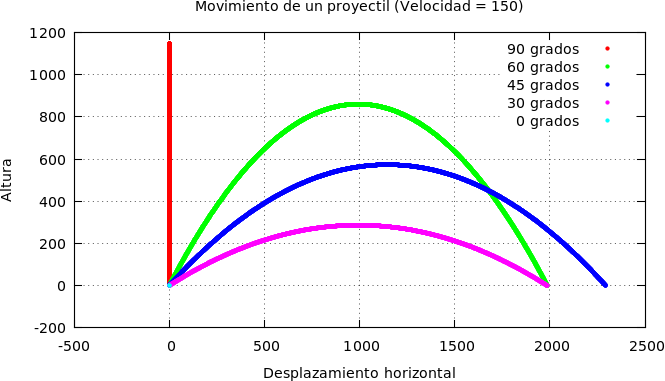 Movimiento de un proyectil (Velocidad = 150)
1200
1000
800
600
400
200
0
-200
Altura
90 grados
60 grados
45 grados
30 grados
0 grados
-500 0 500 1000 1500 2000 2500
Desplazamiento horizontal